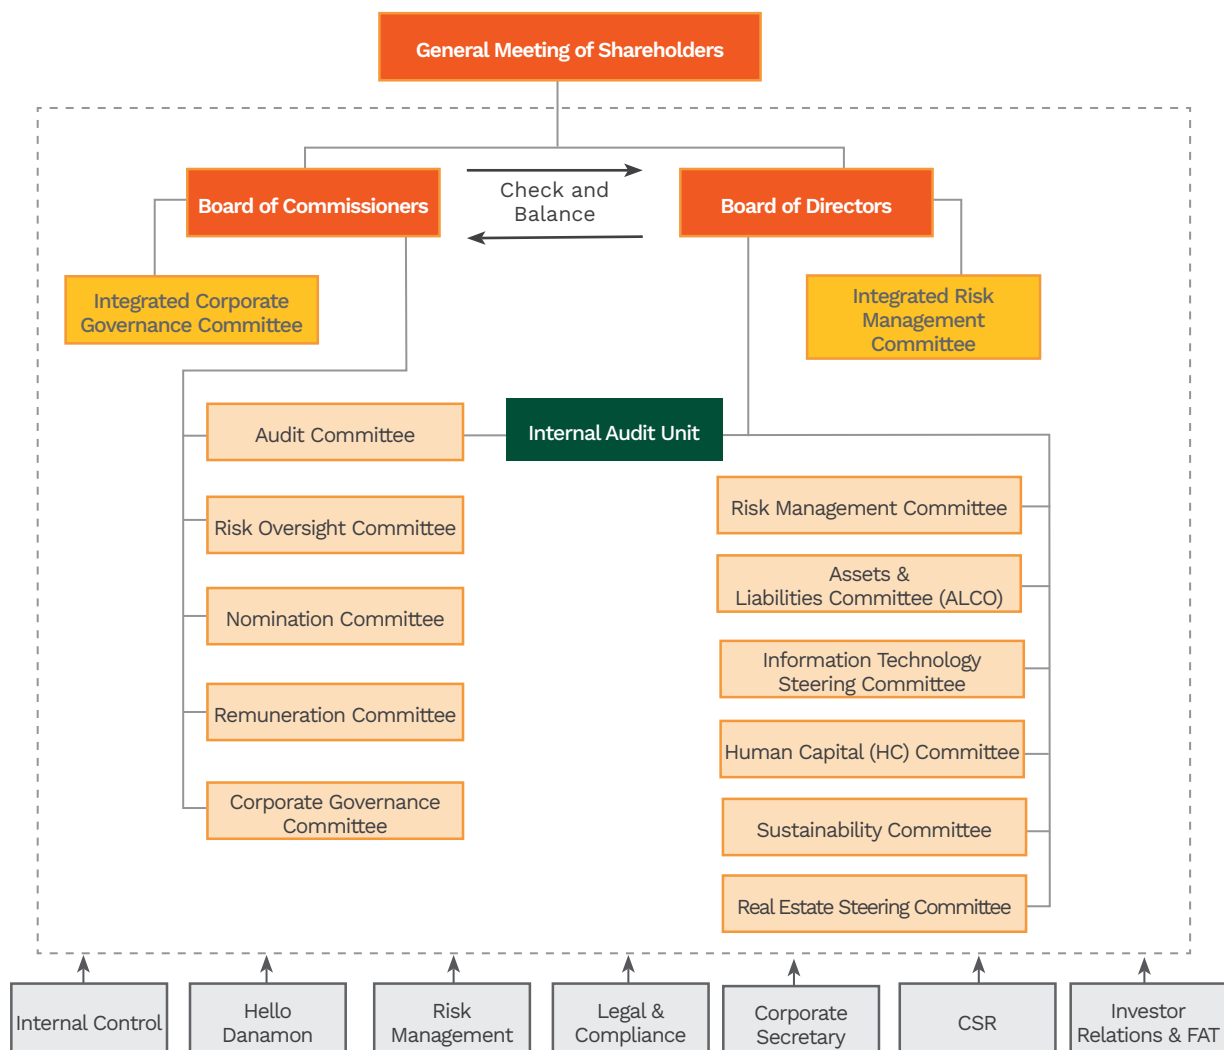 General Meeting of Shareholders
Board of Commissioners
Check and
Balance
Board of Directors
Integrated Corporate
Governance Committee
Integrated Risk
Management
Committee
Audit Committee
Internal Audit Unit
Risk Oversight Committee
Nomination Committee
Remuneration Committee
Corporate Governance
Committee
Risk Management Committee
Assets &
Liabilities Committee (ALCO)
Information Technology
Steering Committee
Human Capital (HC) Committee
Sustainability Committee
Real Estate Steering Committee
Internal Control
Hello
Danamon
Risk
Management
Legal &
Compliance
Corporate
Secretary
CSR
Investor
Relations & FAT